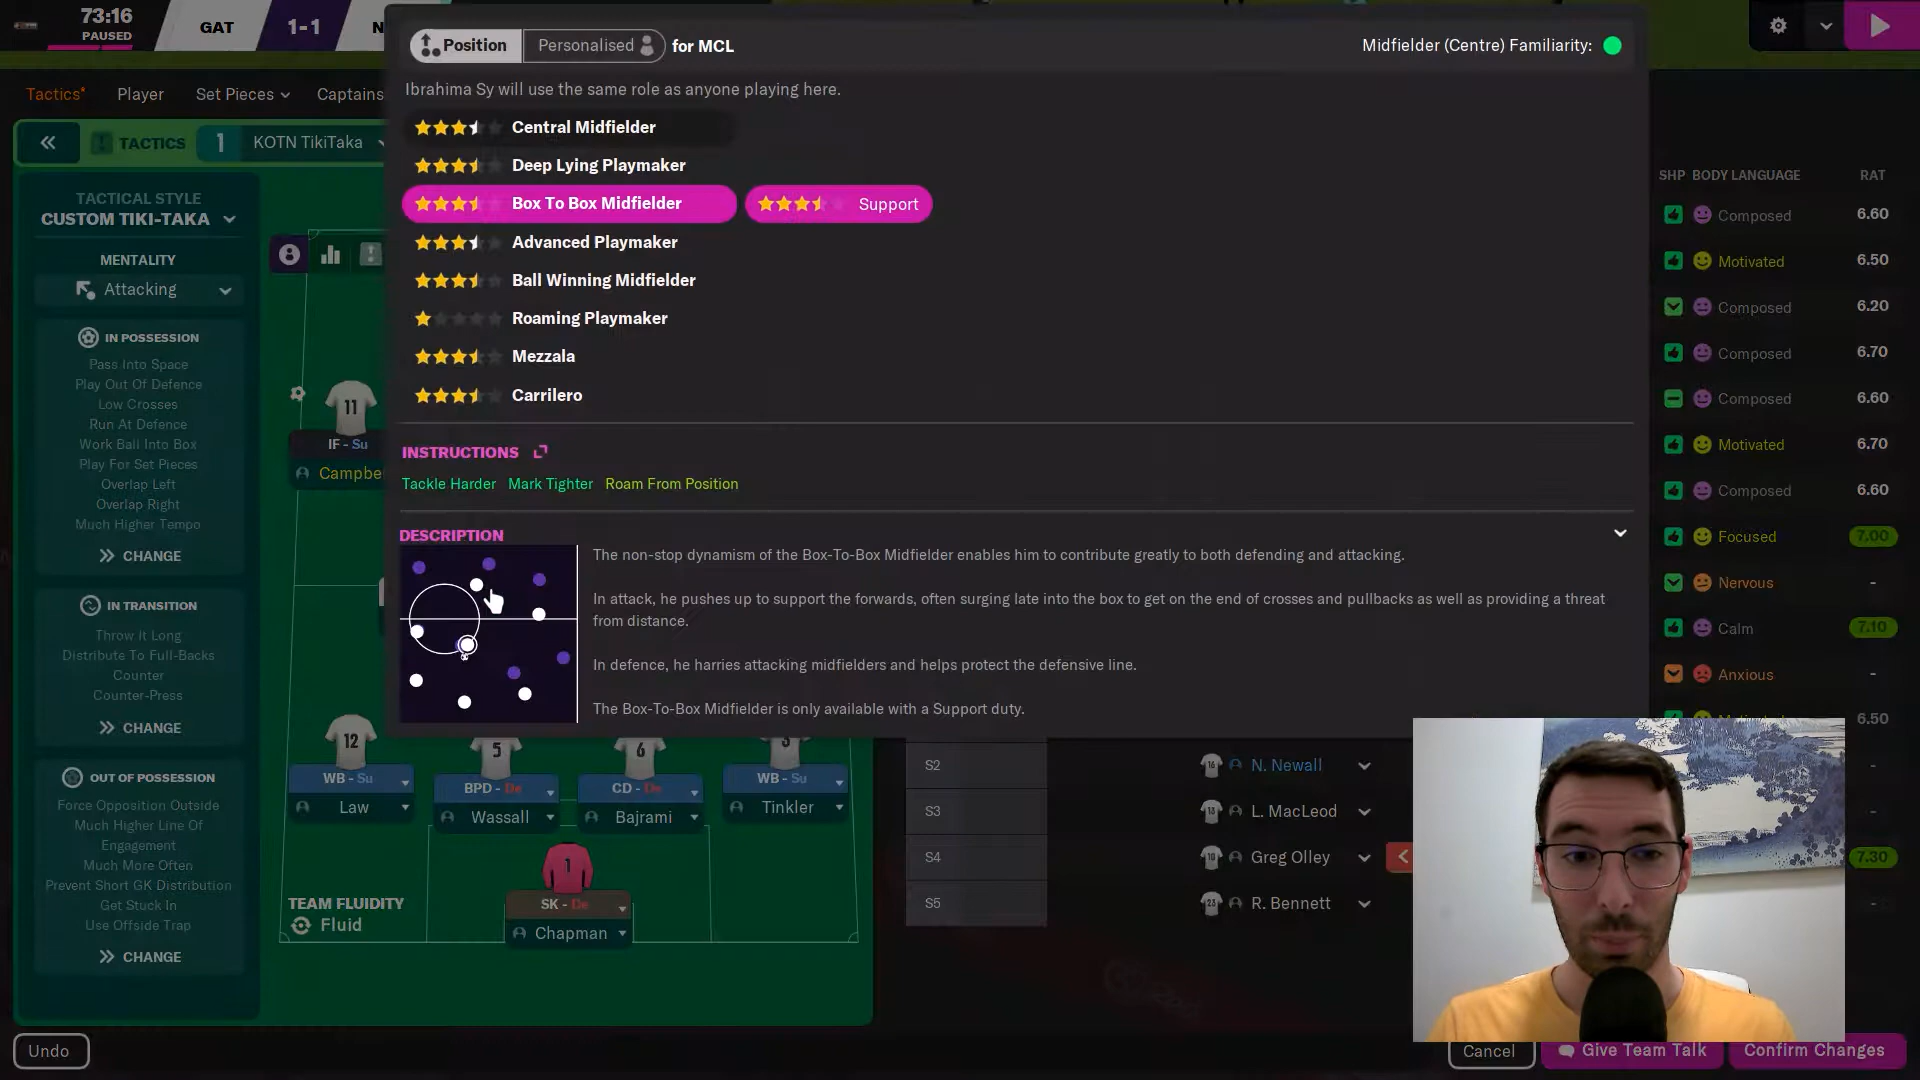 73:16
PAUSED
GAT
1-1
N
Position
Personalised
for MCL
Midfielder (Centre) Familiarity:
Tactics*
Player
Set Pieces
Captains
Ibrahima Sy will use the same role as anyone playing here.
Central Midfielder
Deep Lying Playmaker
Box To Box Midfielder
Support
Advanced Playmaker
Ball Winning Midfielder
Roaming Playmaker
Mezzala
Carrilero
INSTRUCTIONS
Tackle Harder Mark Tighter Roam From Position
DESCRIPTION
The non-stop dynamism of the Box-To-Box Midfielder enables him to contribute greatly to both defending and attacking.
In attack, he pushes up to support the forwards, often surging late into the box to get on the end of crosses and pullbacks as well as providing a threat
from distance.
In defence, he harries attacking midfielders and helps protect the defensive line.
The Box-To-Box Midfielder is only available with a Support duty.
TACTICS
1
KOTN TikiTaka
TACTICAL STYLE
CUSTOM TIKI-TAKA
MENTALITY
Attacking
IN POSSESSION
Pass Into Space
Play Out Of Defence
Low Crosses
Run At Defence
Work Ball Into Box
Play For Set Pieces
Overlap Left
Overlap Right
Much Higher Tempo
CHANGE
IN TRANSITION
Throw It Long
Distribute To Full-Backs
Counter
Counter-Press
CHANGE
OUT OF POSSESSION
Force Opposition Outside
Much Higher Line Of
Engagement
Much More Often
Prevent Short GK Distribution
Get Stuck In
Use Offside Trap
CHANGE
11
IF - Su
Campbe
12
WB - Su
Law
5
BPD - De
Wassall
6
CD - De
Bajrami
3
WB - Su
Tinkler
1
SK - De
Chapman
TEAM FLUIDITY
Fluid
SHP BODY LANGUAGE RAT
Composed 6.60
Motivated 6.50
Composed 6.20
Composed 6.70
Composed 6.60
Motivated 6.70
Composed 6.60
Focused 7.00
Nervous -
Calm 7.10
Anxious -
Motivated 6.50
-
-
7.30
-
S2 16 N. Newall
S3 L. MacLeod
S4 Greg Olley
S5 23 R. Bennett
Undo
Cancel
Give Team Talk
Confirm Changes